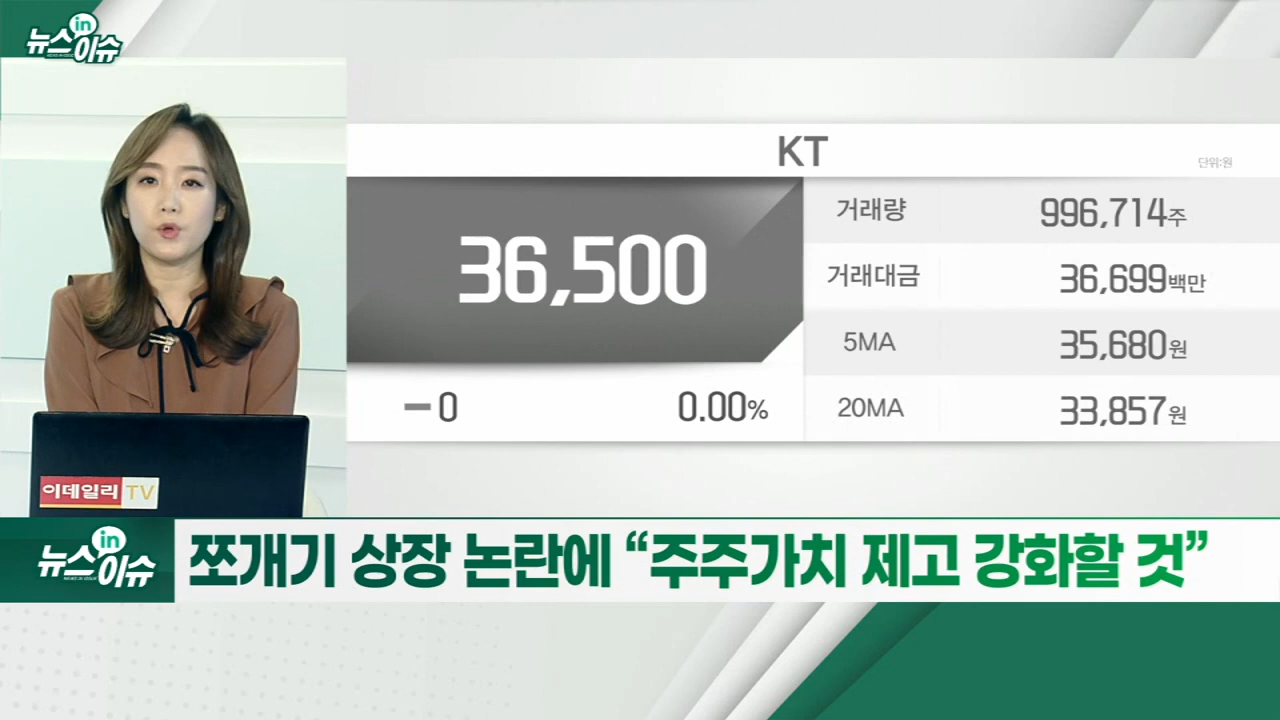 뉴스in이슈
KT
단위:원
36,500
0
0.00%
거래량 996,714주
거래대금 36,699백만
5MA 35,680원
20MA 33,857원
이데일리TV
뉴스in이슈
쪼개기 상장 논란에 “주주가치 제고 강화할 것”